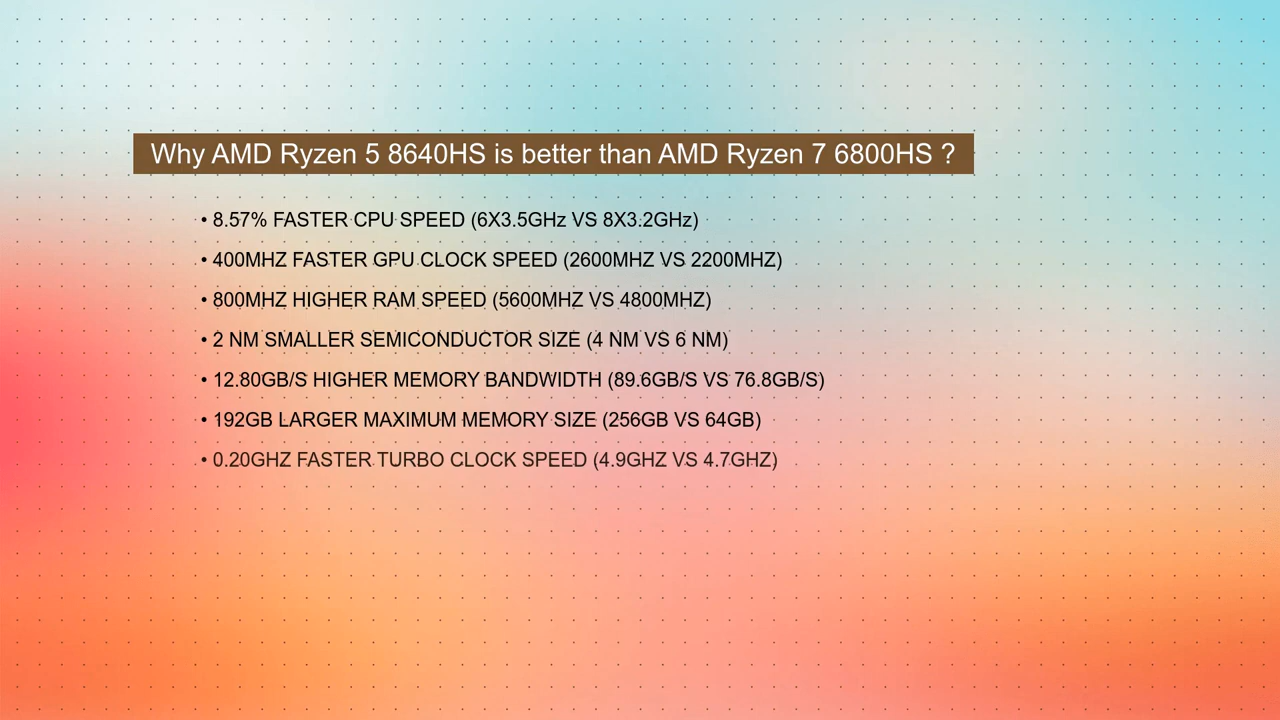 Why AMD Ryzen 5 8640HS is better than AMD Ryzen 7 6800HS ?
• 8.57% FASTER CPU SPEED (6X3.5GHz VS 8X3.2GHz)
• 400MHZ FASTER GPU CLOCK SPEED (2600MHZ VS 2200MHZ)
• 800MHZ HIGHER RAM SPEED (5600MHZ VS 4800MHZ)
• 2 NM SMALLER SEMICONDUCTOR SIZE (4 NM VS 6 NM)
• 12.80GB/S HIGHER MEMORY BANDWIDTH (89.6GB/S VS 76.8GB/S)
• 192GB LARGER MAXIMUM MEMORY SIZE (256GB VS 64GB)
• 0.20GHZ FASTER TURBO CLOCK SPEED (4.9GHZ VS 4.7GHZ)